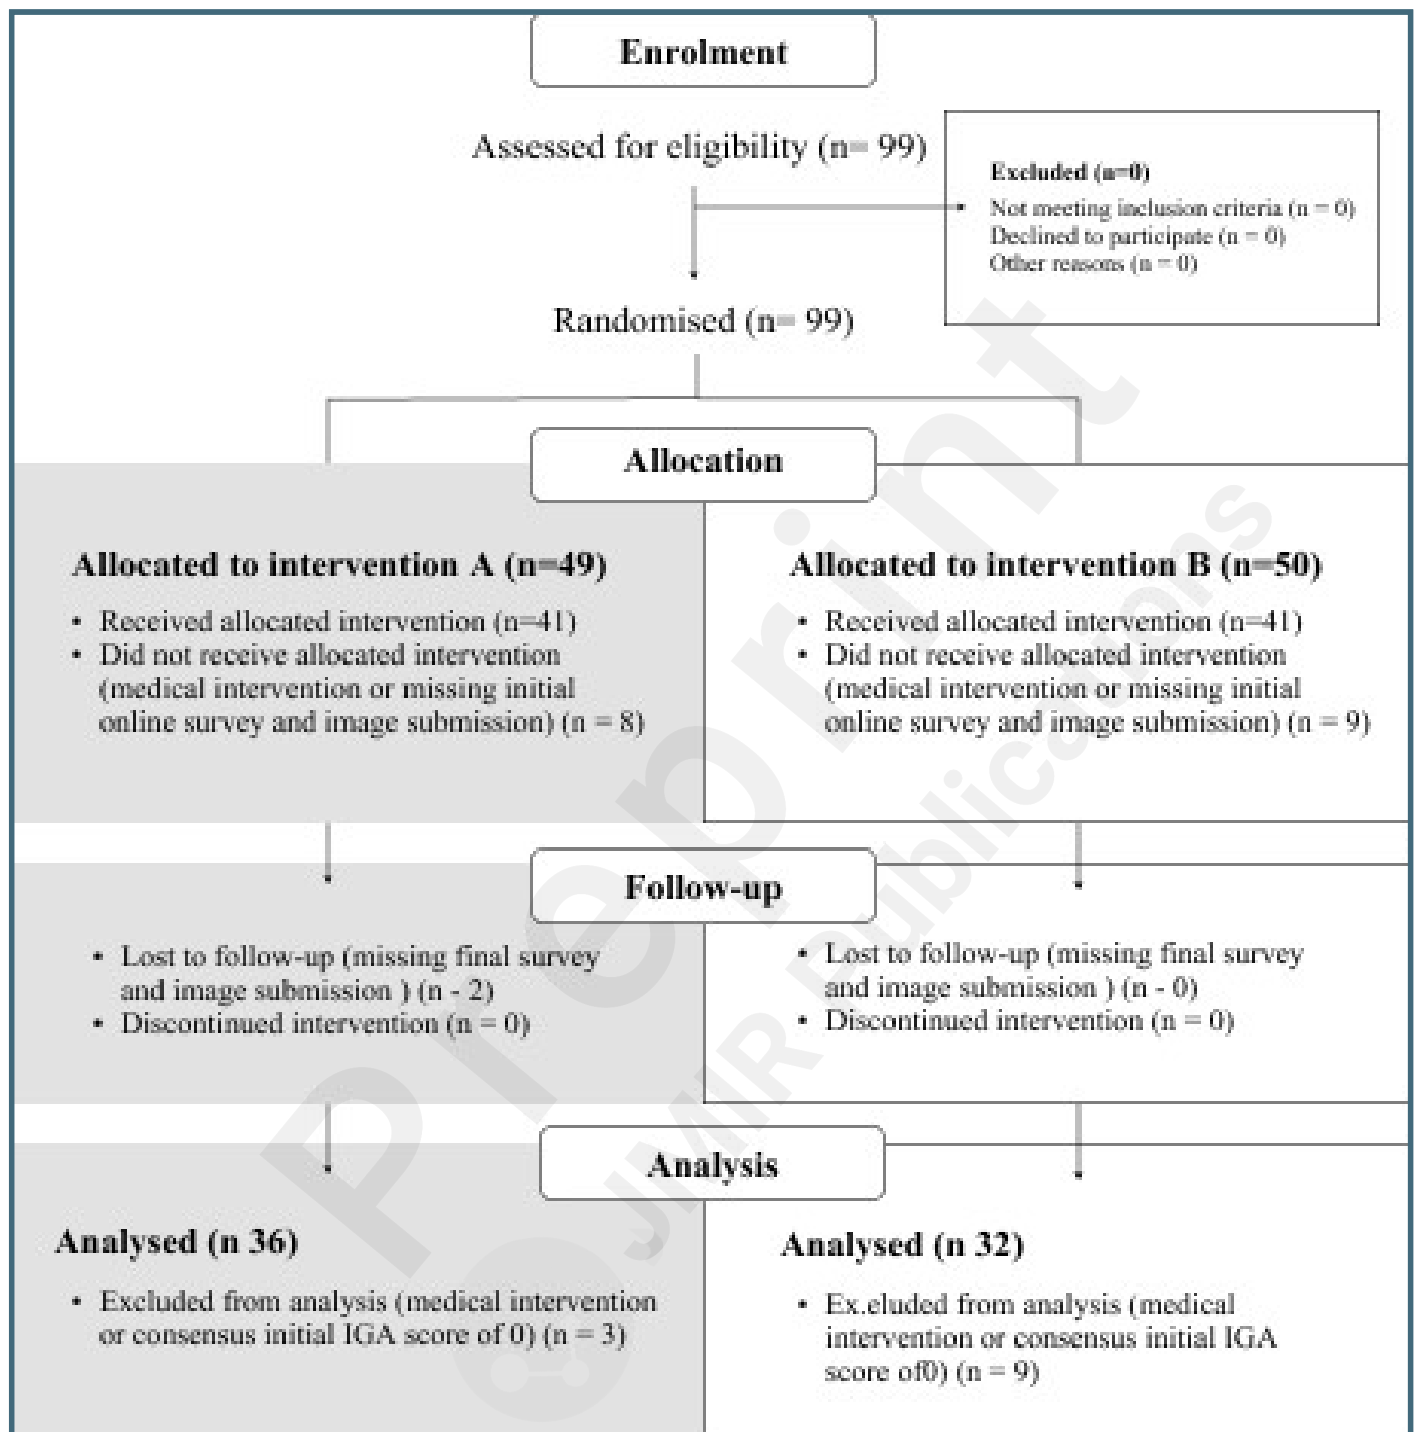 Enrolment
Assessed for eligibility (n= 99)
Excluded (n=0)
Not meeting inclusion criteria (n = 0)
Declined to participate (n = 0)
Other reasons (n = 0)
Randomised (n= 99)
Allocation
Allocated to intervention A (n=49)
• Received allocated intervention (n=41)
• Did not receive allocated intervention
(medical intervention or missing initial
online survey and image submission) (n = 8)
Allocated to intervention B (n=50)
• Received allocated intervention (n=41)
• Did not receive allocated intervention
(medical intervention or missing initial
online survey and image submission) (n = 9)
Follow-up
• Lost to follow-up (missing final survey
and image submission ) (n - 2)
• Discontinued intervention (n = 0)
• Lost to follow-up (missing final survey
and image submission ) (n - 0)
• Discontinued intervention (n = 0)
Analysis
Analysed (n 36)
• Excluded from analysis (medical intervention
or consensus initial IGA score of 0) (n = 3)
Analysed (n 32)
• Ex.eluded from analysis (medical
intervention or consensus initial IGA
score of0) (n = 9)
Preprint
JMIR Publications